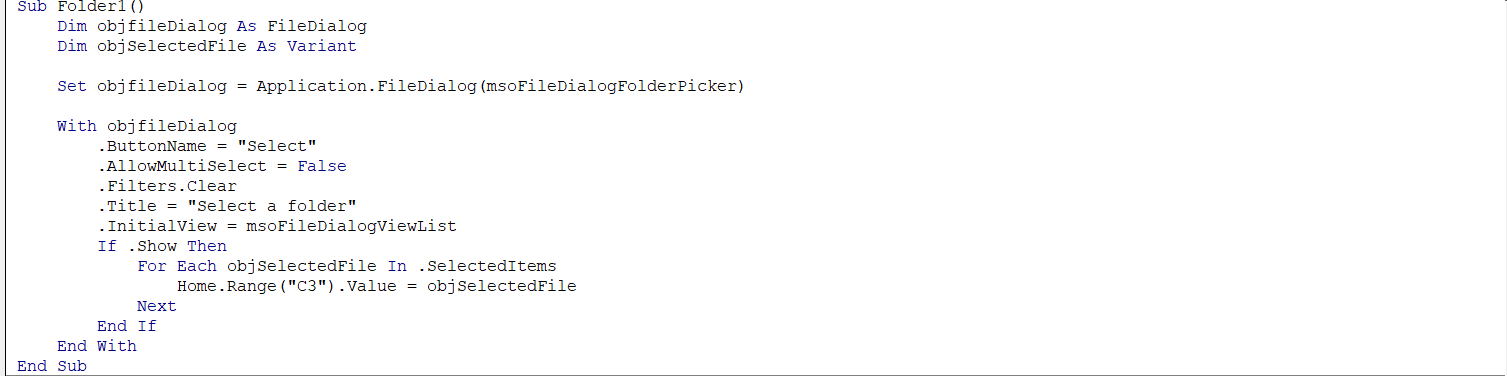 Sub Folder1()
Dim objfileDialog As FileDialog
Dim objSelectedFile As Variant
Set objfileDialog = Application.FileDialog(msoFileDialogFolderPicker)
With objfileDialog
.ButtonName = "Select"
.AllowMultiSelect = False
.Filters.Clear
.Title = "Select a folder"
.InitialView = msoFileDialogViewList
If .Show Then
For Each objSelectedFile In .SelectedItems
Home.Range("C3").Value = objSelectedFile
Next
End If
End With
End Sub